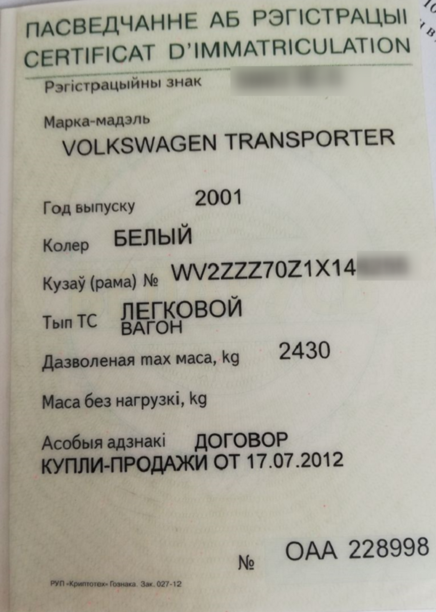 ПАСВЕДЧАННЕ АБ РЭГІСТРАЦЫІ
CERTIFICAT D'IMMATRICULATION
Рэгістрацыйны знак
Марка-мадэль
VOLKSWAGEN TRANSPORTER
Год выпуску 2001
Колер БЕЛЫЙ
Кузаў (рама) № WV2ZZZ70Z1X14
Тып ТС ЛЕГКОВОЙ
ВАГОН
Дазволеная max маса, kg 2430
Маса без нагрузкі, kg
Асобыя адзнакі ДОГОВОР
КУПЛИ-ПРОДАЖИ ОТ 17.07.2012
№ ОАА 228998
РУП «Криптотех» Гознака. Зак. 027-12